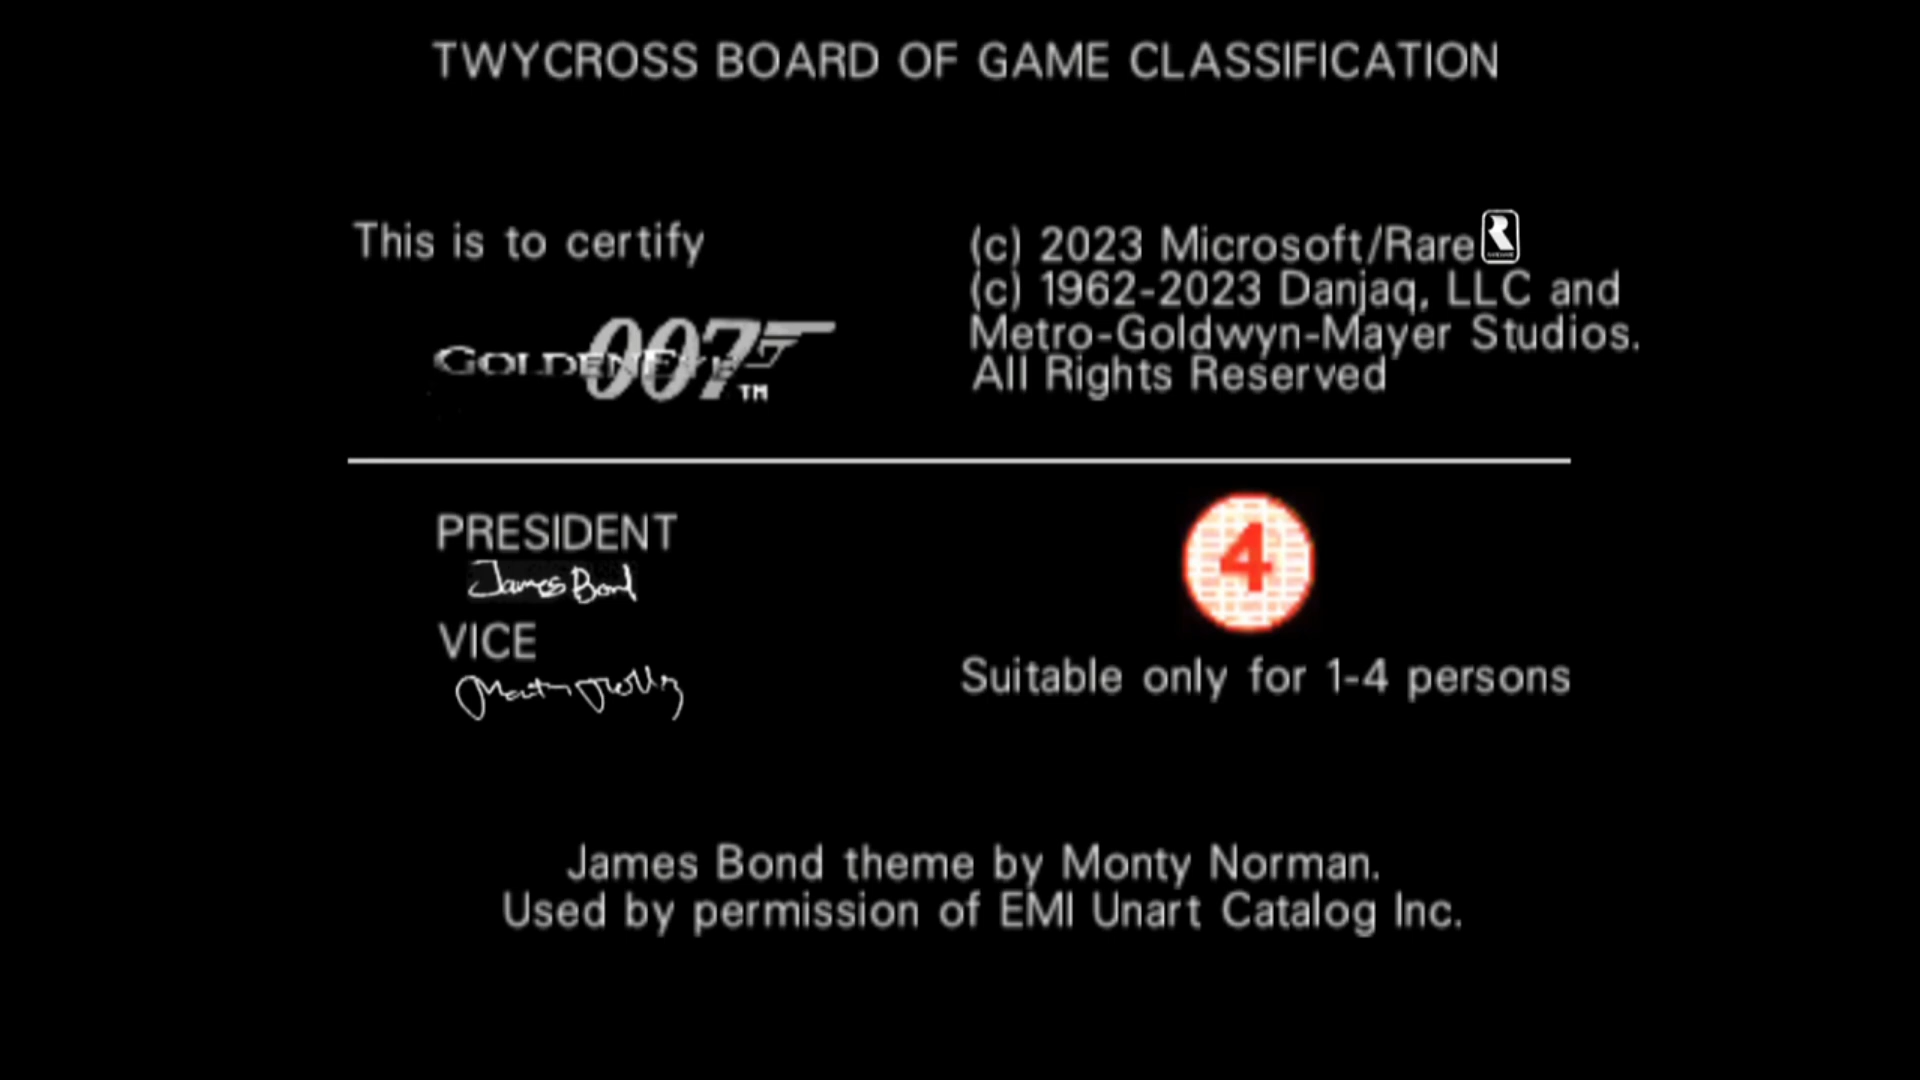 TWYCROSS BOARD OF GAME CLASSIFICATION
This is to certify
GOLDENEYE 007 TM
(c) 2023 Microsoft/Rare
(c) 1962-2023 Danjaq, LLC and
Metro-Goldwyn-Mayer Studios.
All Rights Reserved
PRESIDENT
James Bond
VICE
4
Suitable only for 1-4 persons
James Bond theme by Monty Norman.
Used by permission of EMI Unart Catalog Inc.